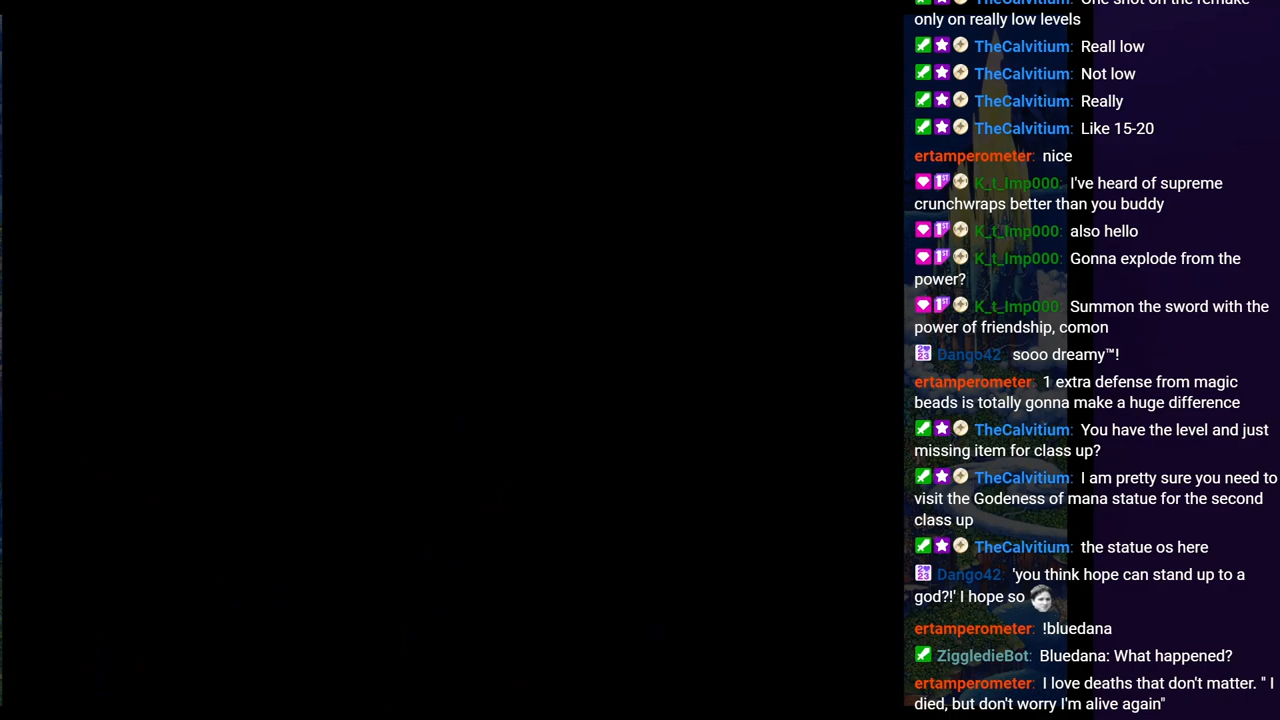 TheCalvitium: One shot on the remake
only on really low levels
TheCalvitium: Reall low
TheCalvitium: Not low
TheCalvitium: Really
TheCalvitium: Like 15-20
ertamperometer: nice
K_t_Imp000: I've heard of supreme
crunchwraps better than you buddy
K_t_Imp000: also hello
K_t_Imp000: Gonna explode from the
power?
K_t_Imp000: Summon the sword with the
power of friendship, comon
Dango42: sooo dreamy™!
ertamperometer: 1 extra defense from magic
beads is totally gonna make a huge difference
TheCalvitium: You have the level and just
missing item for class up?
TheCalvitium: I am pretty sure you need to
visit the Godeness of mana statue for the second
class up
TheCalvitium: the statue os here
Dango42: 'you think hope can stand up to a
god?!' I hope so
ertamperometer: !bluedana
ZiggledieBot: Bluedana: What happened?
ertamperometer: I love deaths that don't matter. " I
died, but don't worry I'm alive again"